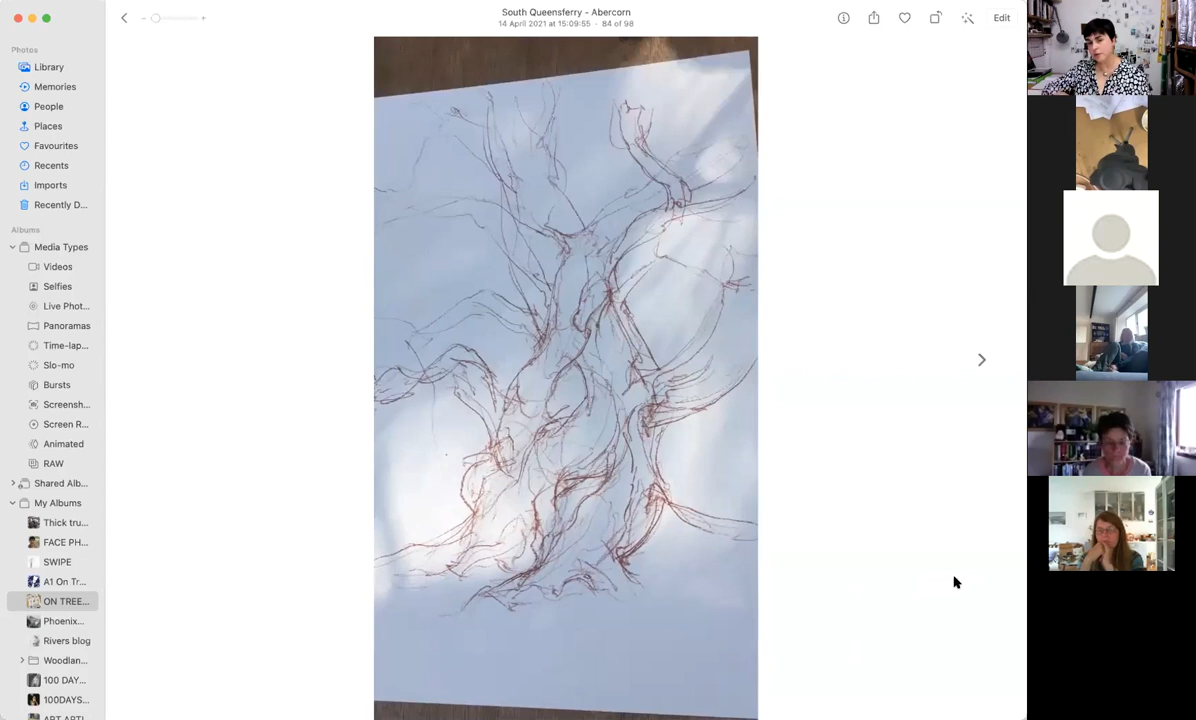 South Queensferry - Abercorn
14 April 2021 at 15:09:55 - 84 of 98
Edit
Photos
Library
Memories
People
Places
Favourites
Recents
Imports
Recently D...
Albums
Media Types
Videos
Selfies
Live Phot...
Panoramas
Time-lap...
Slo-mo
Bursts
Screensh...
Screen R...
Animated
RAW
Shared Alb...
My Albums
Thick tru...
FACE PH...
SWIPE
A1 On Tr...
ON TREE...
Phoenix...
Rivers blog
Woodlan...
100 DAY...
100DAYS...